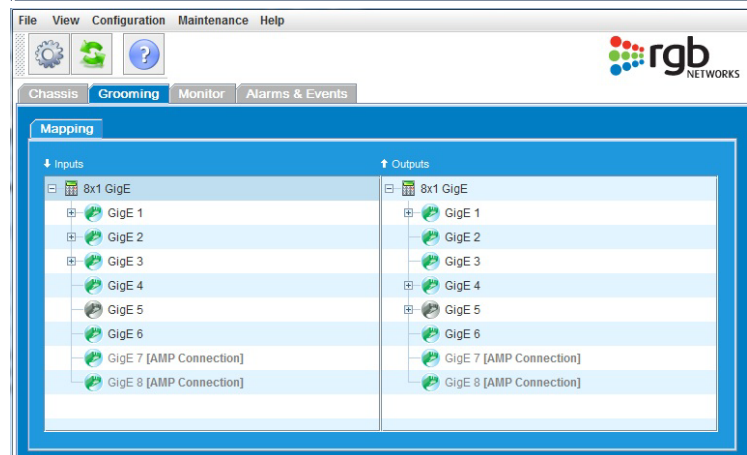 File View Configuration Maintenance Help
?
rgb
NETWORKS
Chassis Grooming Monitor Alarms & Events
Mapping
Inputs
8x1 GigE
GigE 1
GigE 2
GigE 3
GigE 4
GigE 5
GigE 6
GigE 7 [AMP Connection]
GigE 8 [AMP Connection]
Outputs
8x1 GigE
GigE 1
GigE 2
GigE 3
GigE 4
GigE 5
GigE 6
GigE 7 [AMP Connection]
GigE 8 [AMP Connection]